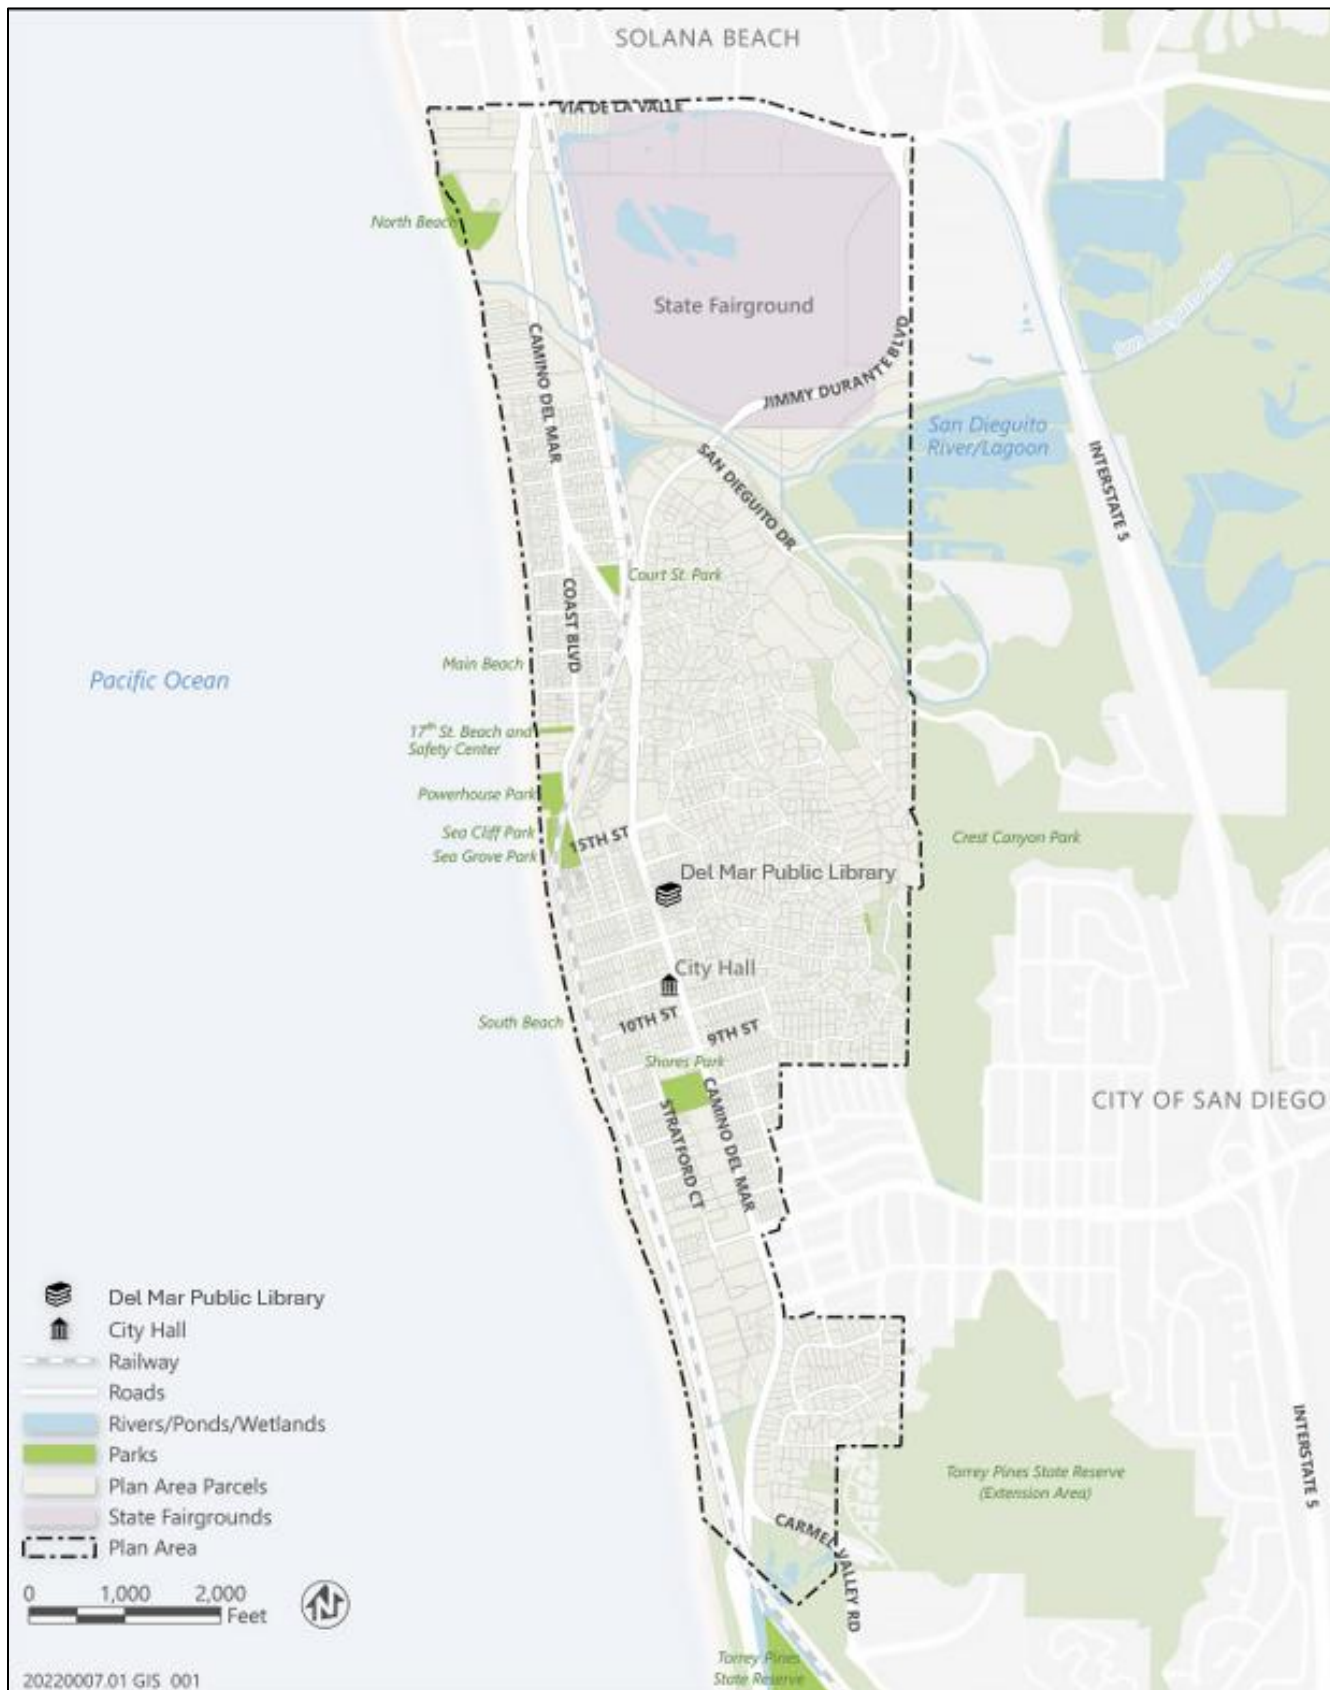 SOLANA BEACH
VIA DE LA VALLE
North Beach
State Fairground
San Dieguito River
CAMINO DEL MAR
JIMMY DURANTE BLVD
San Dieguito
River/Lagoon
SAN DIEGUITO DR
INTERSTATE 5
Court St. Park
COAST BLVD
Main Beach
Pacific Ocean
17th St. Beach and
Safety Center
Powerhouse Park
Sea Cliff Park
Sea Grove Park
15TH ST
Crest Canyon Park
Del Mar Public Library
City Hall
South Beach
10TH ST
9TH ST
Shores Park
CITY OF SAN DIEGO
STRATFORD CT
CAMINO DEL MAR
Del Mar Public Library
City Hall
Railway
Roads
Rivers/Ponds/Wetlands
Parks
Plan Area Parcels
State Fairgrounds
Plan Area
INTERSTATE 5
Torrey Pines State Reserve
(Extension Area)
CARMEL VALLEY RD
0 1,000 2,000
Feet
N
Torrey Pines
State Reserve
20220007.01 GIS 001